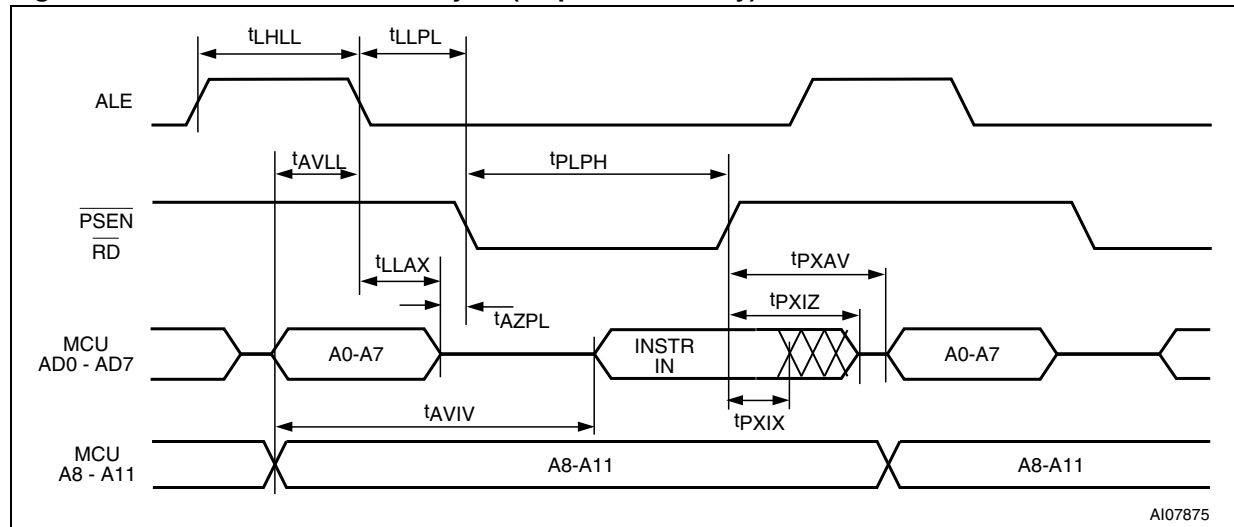 tLHLL tLLPL
ALE
tAVLL tPLPH
PSEN
RD
tLLAX tPXAV
tPXIZ
tAZPL
MCU
AD0 - AD7
A0-A7
INSTR
IN
A0-A7
tPXIX
tAVIV
MCU
A8 - A11
A8-A11
A8-A11
AI07875